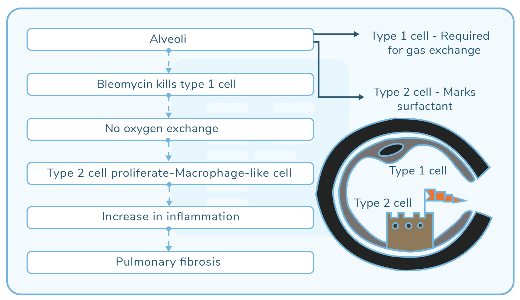 Alveoli
Type 1 cell - Required
for gas exchange
Bleomycin kills type 1 cell
Type 2 cell - Marks
surfactant
No oxygen exchange
Type 2 cell proliferate-Macrophage-like cell
Increase in inflammation
Pulmonary fibrosis
Type 1 cell
Type 2 cell